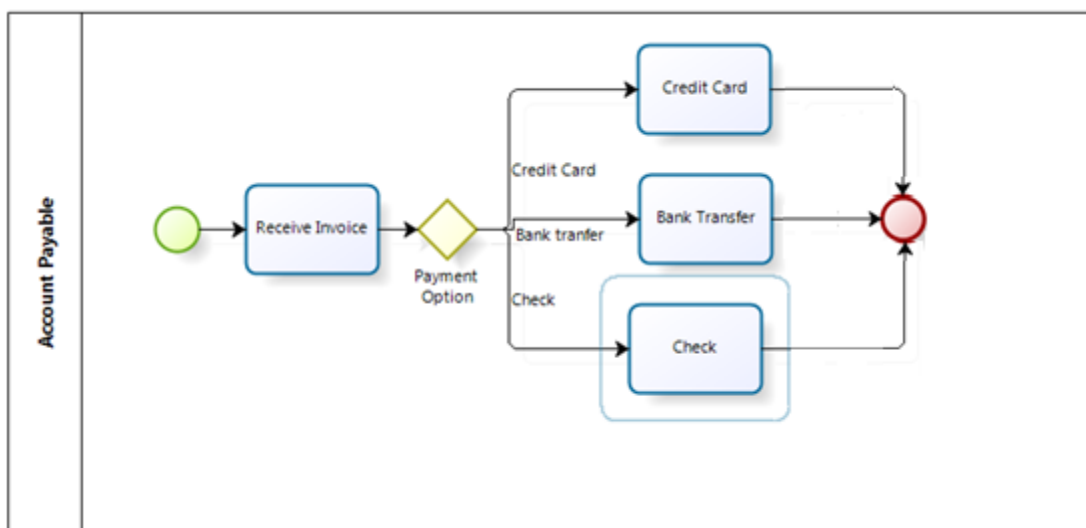 Account Payable
Receive Invoice
Payment
Option
Credit Card
Bank tranfer
Check
Credit Card
Bank Transfer
Check